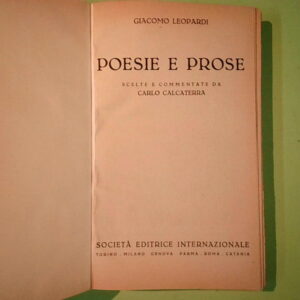 GIACOMO LEOPARDI
POESIE E PROSE
SCELTE E COMMENTATE DA
CARLO CALCATERRA
SOCIETÀ EDITRICE INTERNAZIONALE
TORINO MILANO GENOVA PARMA ROMA CATANIA